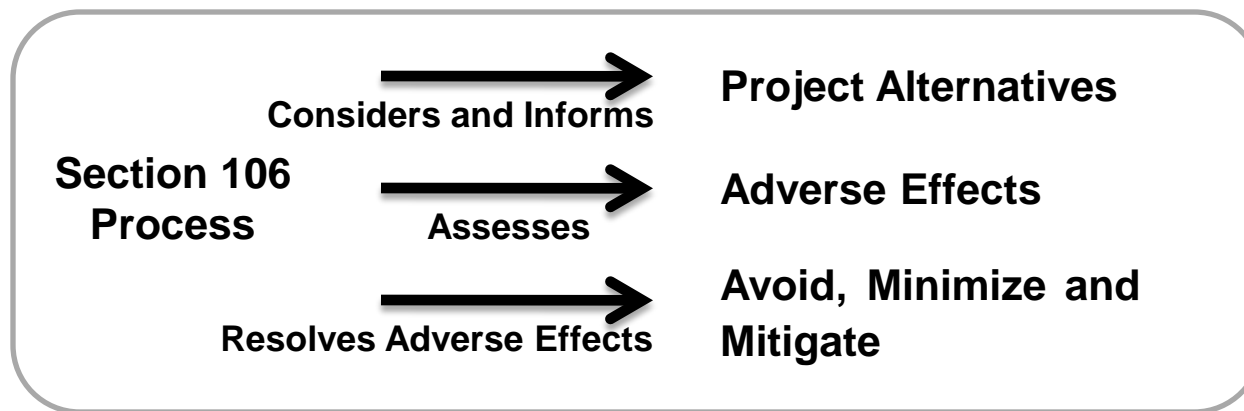 Project Alternatives
Considers and Informs
Section 106
Process
Adverse Effects
Assesses
Avoid, Minimize and
Mitigate
Resolves Adverse Effects